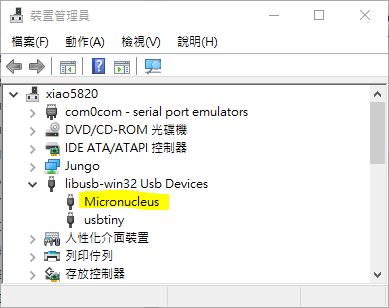 裝置管理員
檔案(F) 動作(A) 檢視(V) 說明(H)
xiao5820
com0com - serial port emulators
DVD/CD-ROM 光碟機
IDE ATA/ATAPI 控制器
Jungo
libusb-win32 Usb Devices
Micronucleus
usbtiny
人性化介面裝置
列印佇列
存放控制器